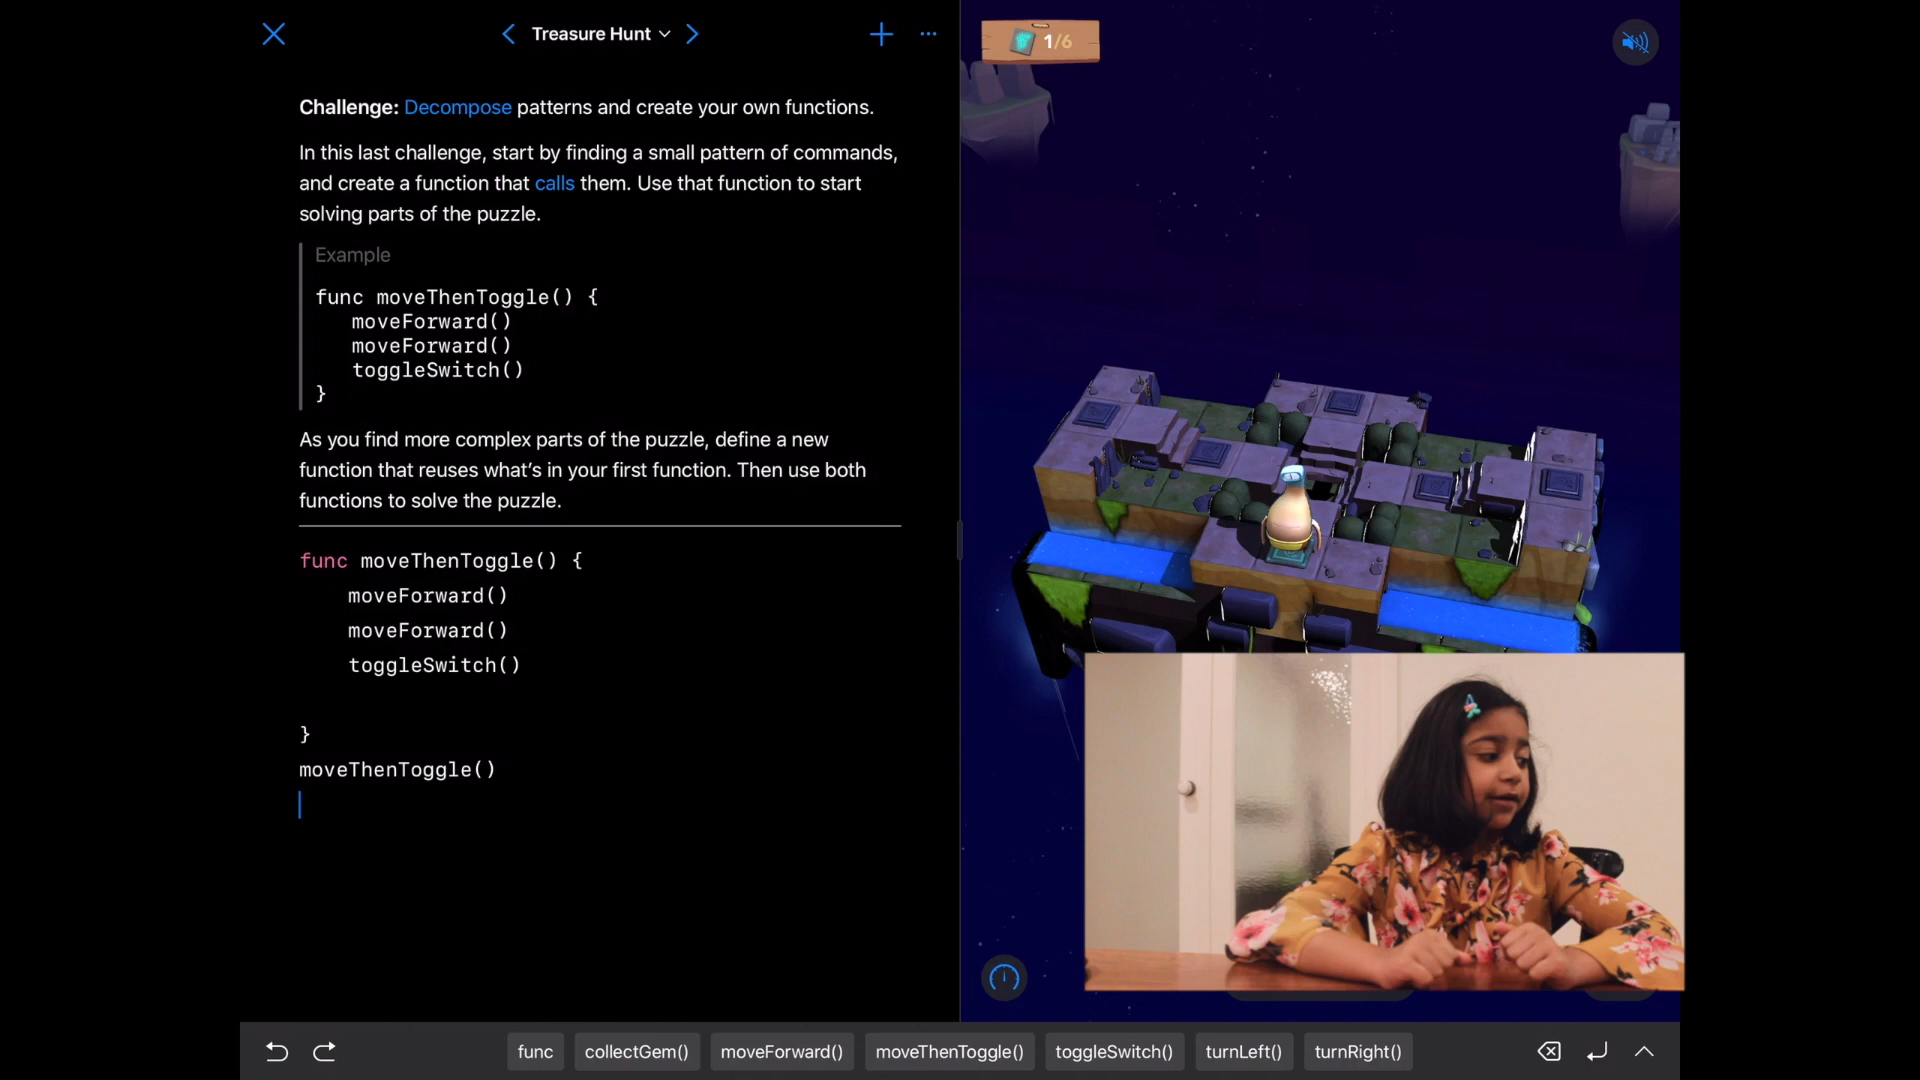 Treasure Hunt
1/6
Challenge: Decompose patterns and create your own functions.
In this last challenge, start by finding a small pattern of commands,
and create a function that calls them. Use that function to start
solving parts of the puzzle.
Example
func moveThenToggle() {
moveForward()
moveForward()
toggleSwitch()
}
As you find more complex parts of the puzzle, define a new
function that reuses what’s in your first function. Then use both
functions to solve the puzzle.
func moveThenToggle() {
moveForward()
moveForward()
toggleSwitch()
}
moveThenToggle()
func collectGem() moveForward() moveThenToggle() toggleSwitch() turnLeft() turnRight()